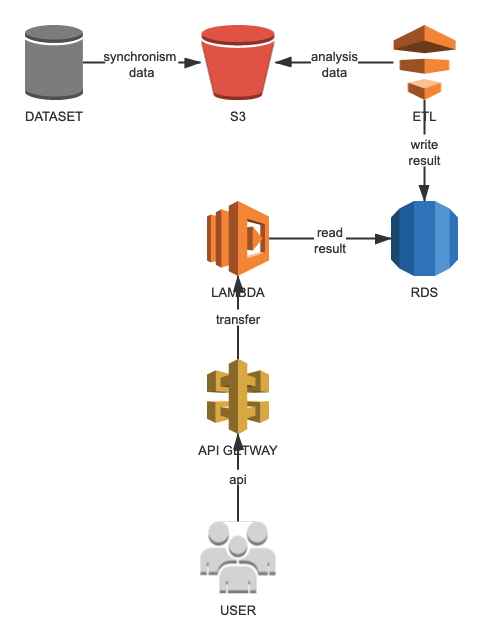 synchronism
data
analysis
data
DATASET
S3
ETL
write
result
read
result
LAMBDA
RDS
transfer
API GETWAY
api
USER